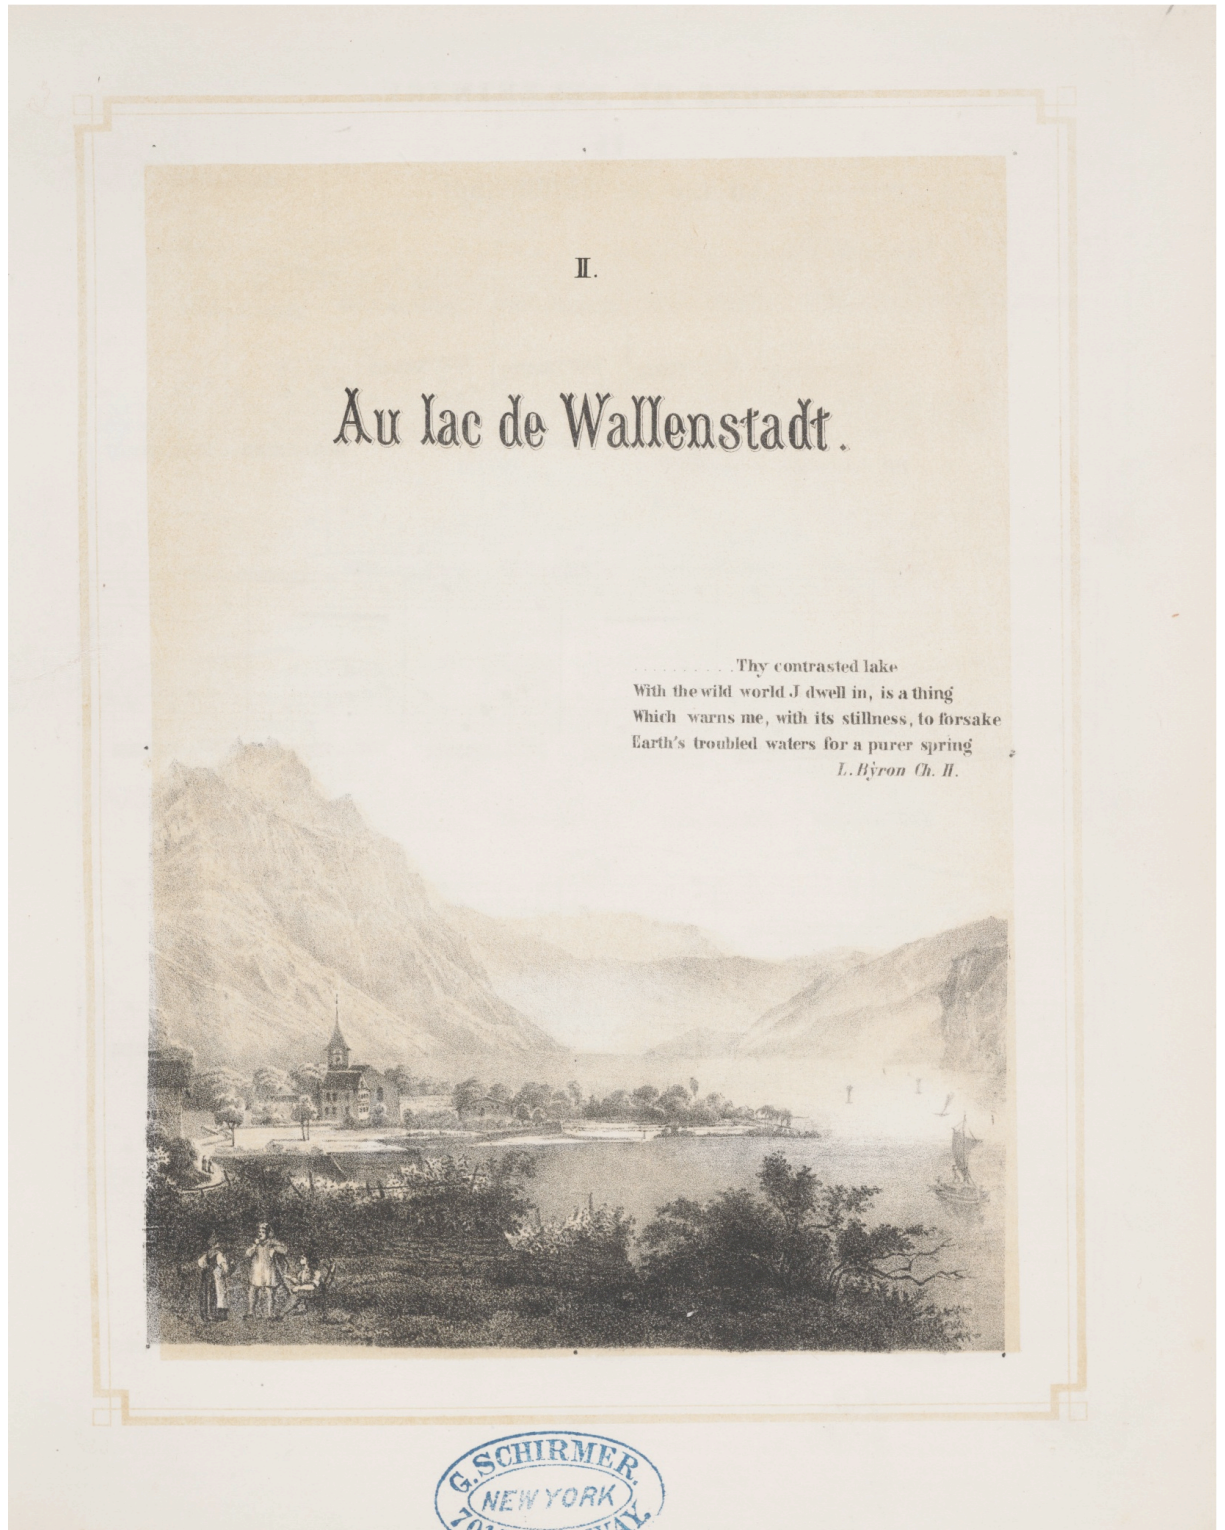 II.
Au lac de Wallenstadt.
. . . . . . . . . . Thy contrasted lake
With the wild world J dwell in, is a thing
Which warns me, with its stillness, to forsake
Earth's troubled waters for a purer spring
L. Byron Ch. II.
G. SCHIRMER.
NEW YORK